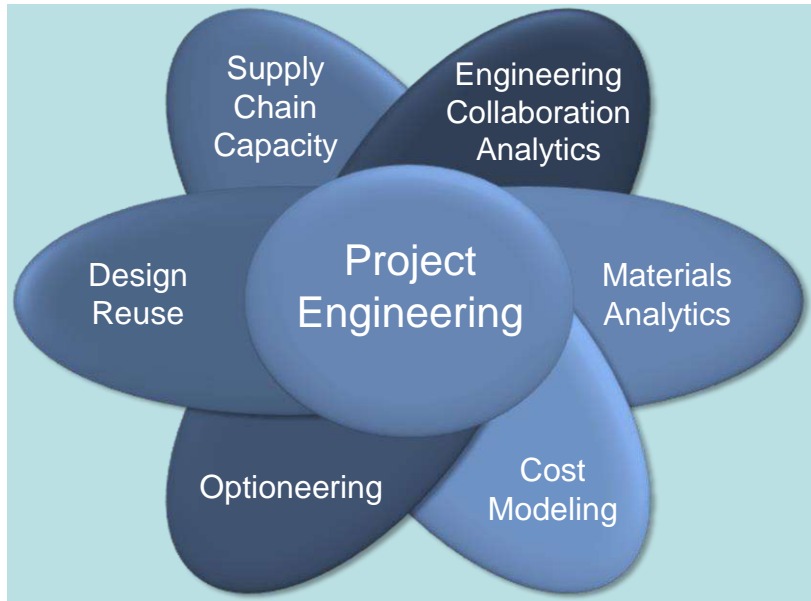 Supply
Chain
Capacity
Engineering
Collaboration
Analytics
Design
Reuse
Project
Engineering
Materials
Analytics
Optioneering
Cost
Modeling